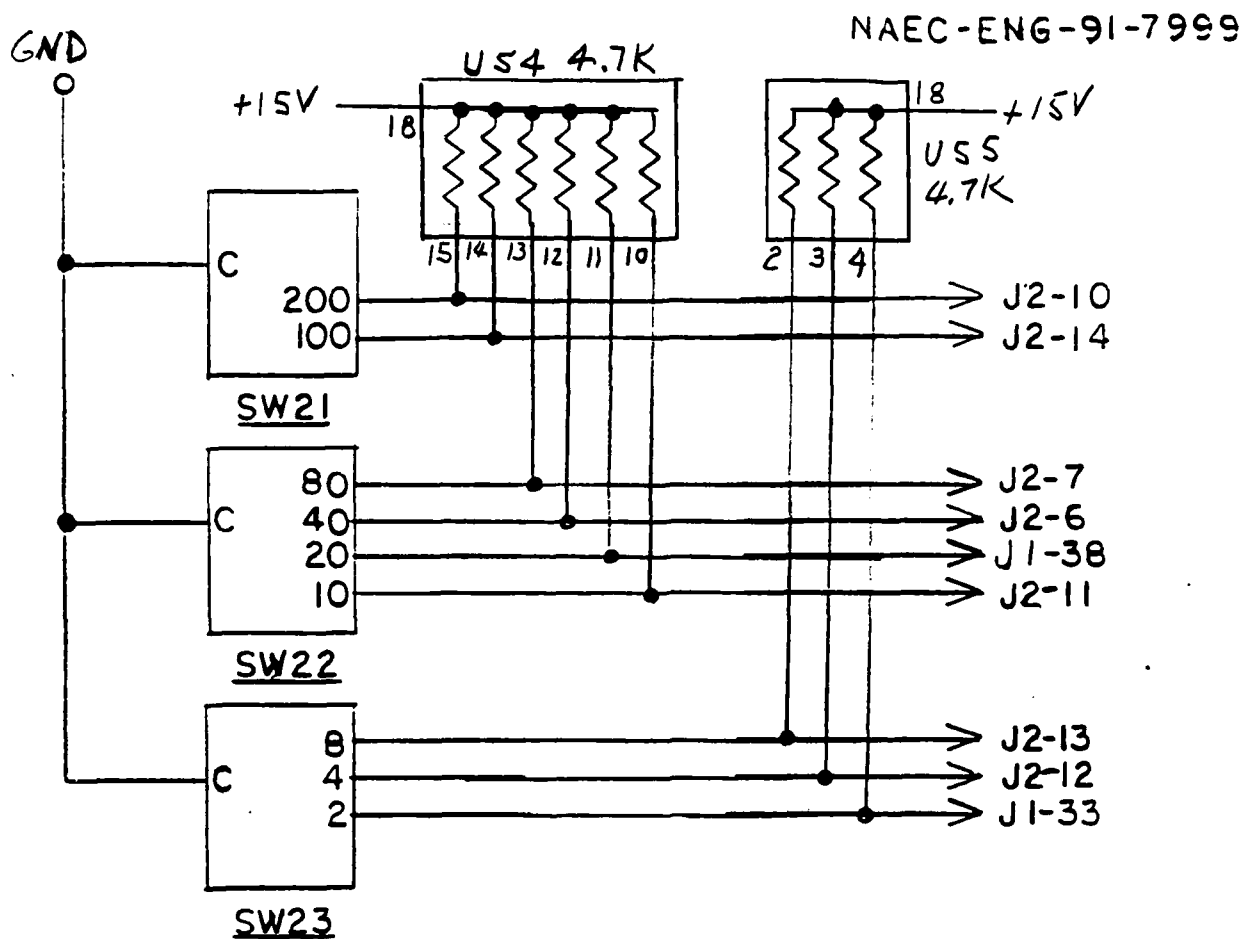 NAEC-ENG-91-7999
GND
U54 4.7K
+15V
18
18
+15V
U55
4.7K
15 14 13 12 11 10
2 3 4
C
200
100
J2-10
J2-14
SW21
80
C
40
20
10
J2-7
J2-6
J1-38
J2-11
SW22
8
C
4
2
J2-13
J2-12
J1-33
SW23